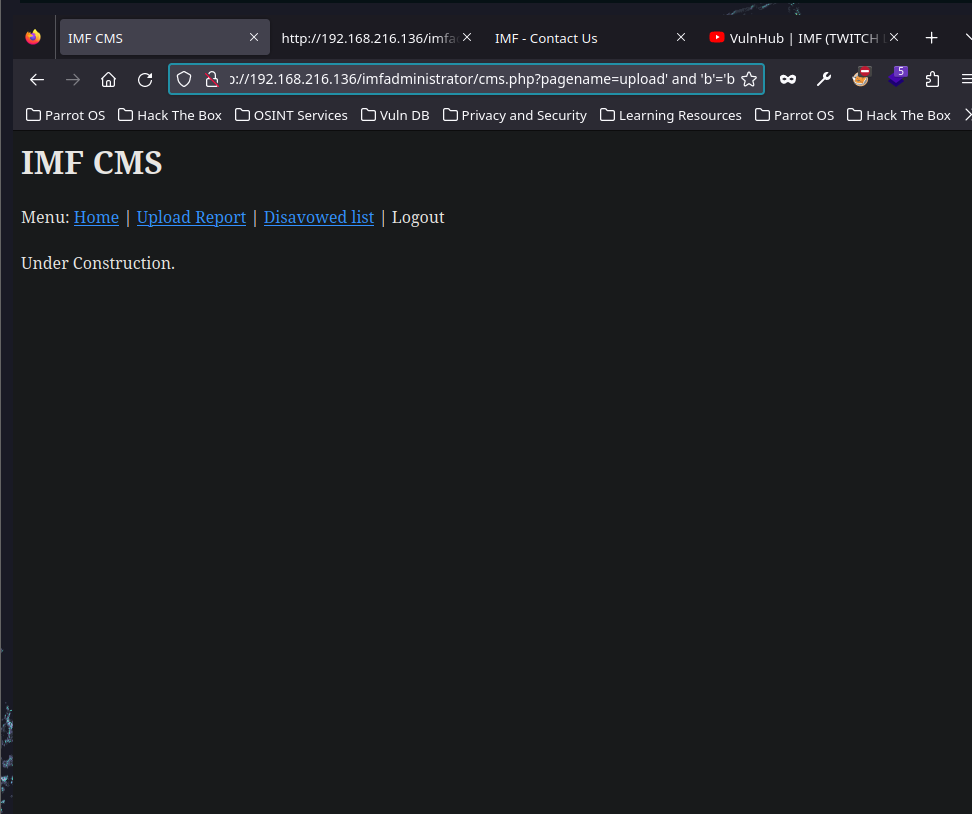 IMF CMS http://192.168.216.136/imfa IMF - Contact Us VulnHub | IMF (TWITCH
://192.168.216.136/imfadministrator/cms.php?pagename=upload' and 'b'='b 5
Parrot OS Hack The Box OSINT Services Vuln DB Privacy and Security Learning Resources Parrot OS Hack The Box
IMF CMS
Menu: Home | Upload Report | Disavowed list | Logout
Under Construction.